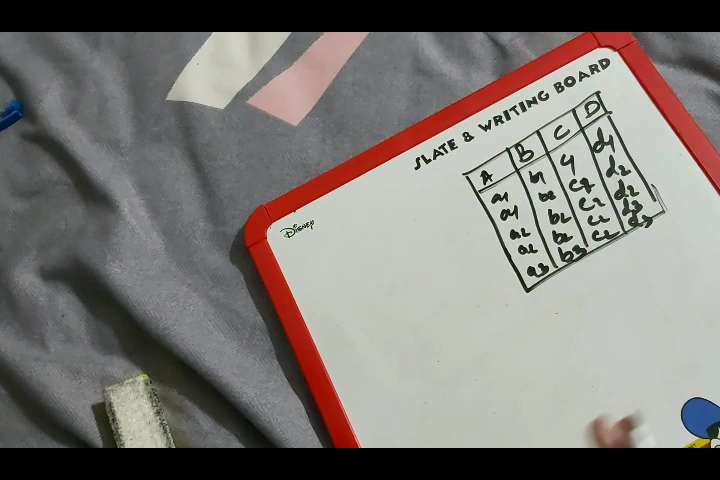 SLATE & WRITING BOARD
Disney
A B C D
a1 b1 c1 d1
a1 b2 c2 d2
a2 b2 c2 d2
a2 b2 c2 d3
a3 b3 c2 d3